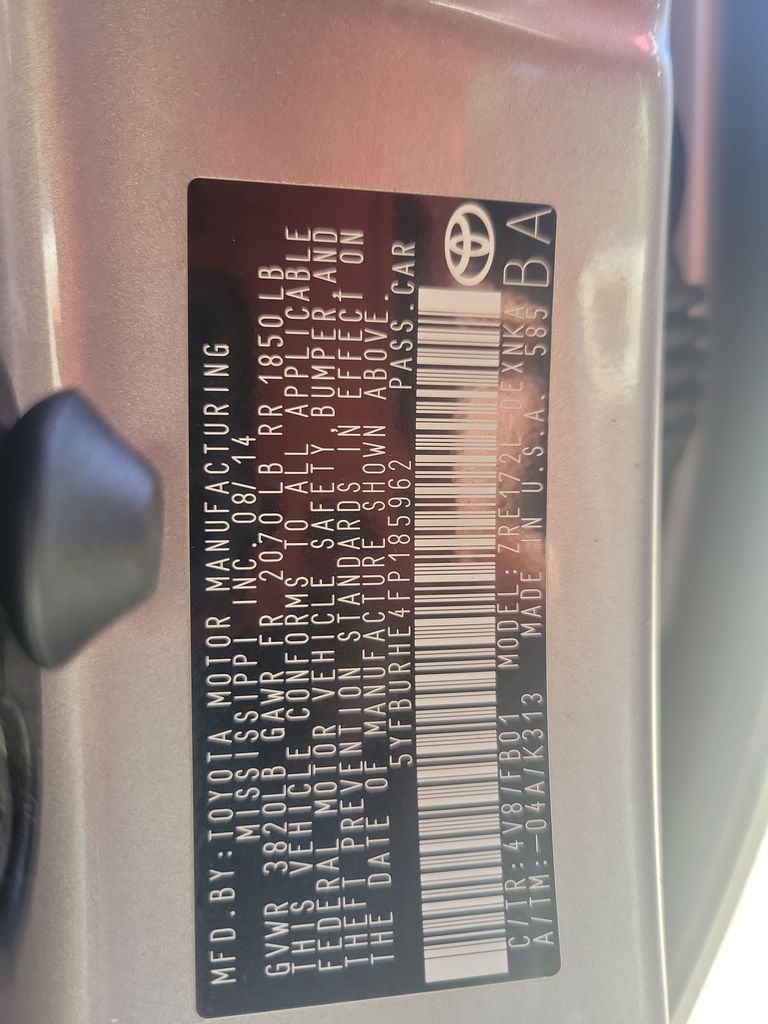 MFD.BY:TOYOTA MOTOR MANUFACTURING
MISSISSIPPI INC. 08/14
GVWR 3820LB GAWR FR 2070LB RR 1850LB
THIS VEHICLE CONFORMS TO ALL APPLICABLE
FEDERAL MOTOR VEHICLE SAFETY, BUMPER AND
THEFT PREVENTION STANDARDS IN EFFECT ON
THE DATE OF MANUFACTURE SHOWN ABOVE.
5YFBURHE4FP185962 PASS.CAR
C/TR:4V8/FB01 MODEL:ZRE172L-DEXNKA
A/TM:-04A/K313 MADE IN U.S.A. 585 BA